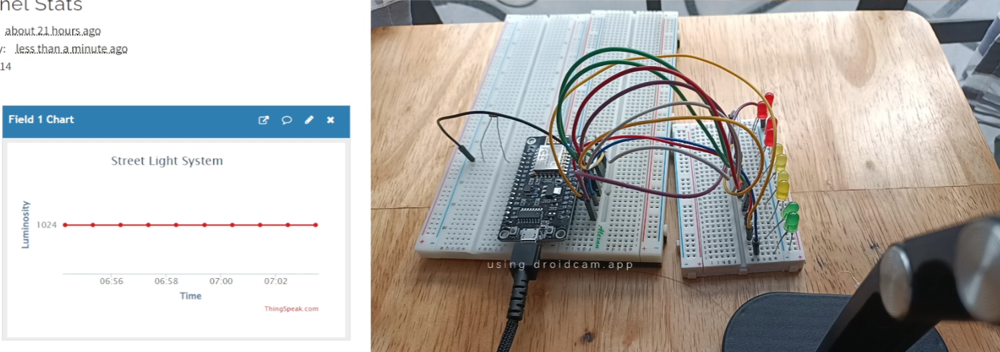 nel Stats
about 21 hours ago
y: less than a minute ago
14
Field 1 Chart
Street Light System
Luminosity
1024
06:56
06:58
07:00
07:02
Time
ThingSpeak.com
using droidcam.app